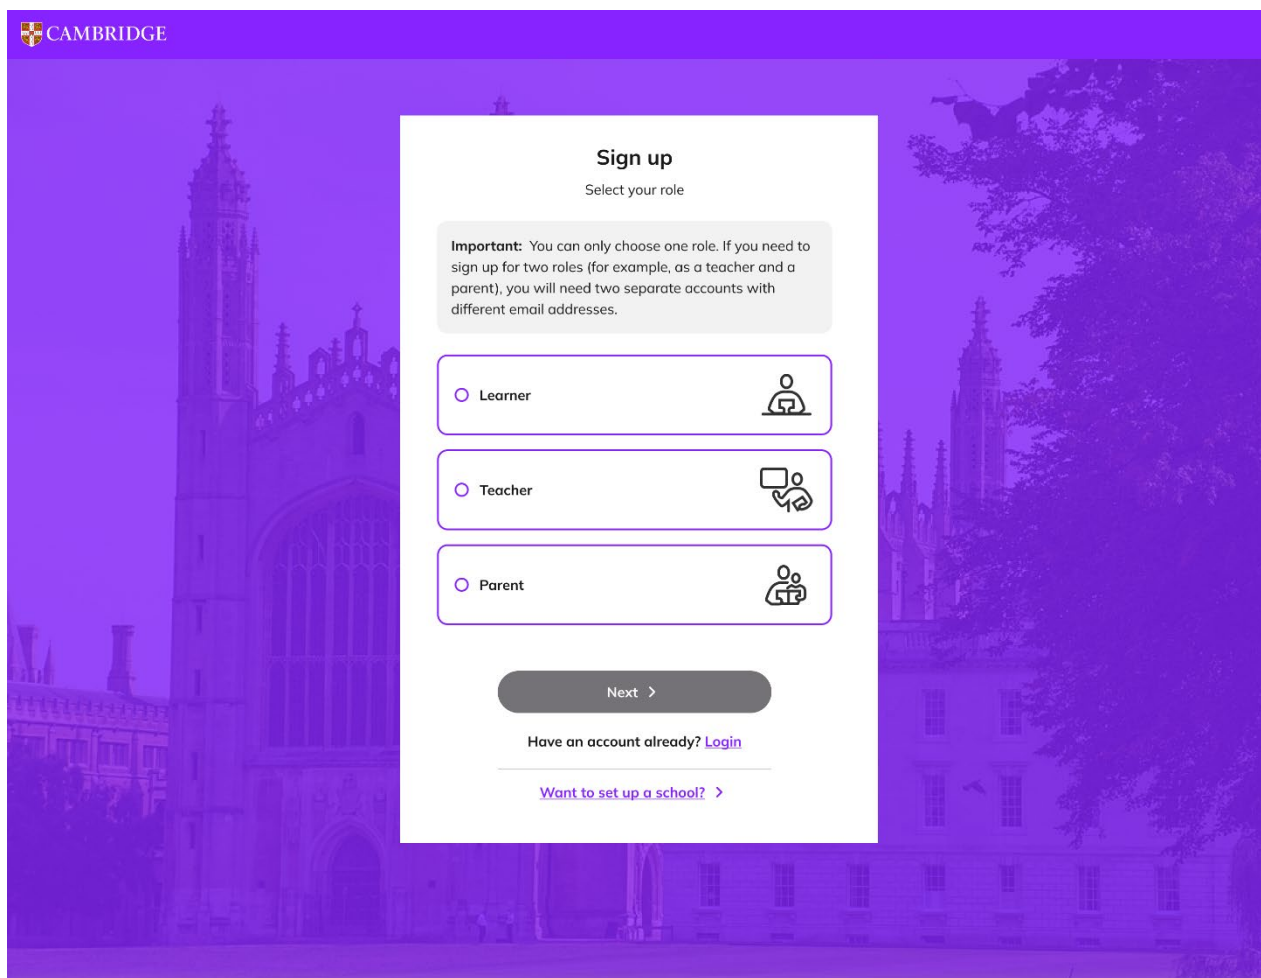 CAMBRIDGE
Sign up
Select your role
Important: You can only choose one role. If you need to
sign up for two roles (for example, as a teacher and a
parent), you will need two separate accounts with
different email addresses.
Learner
Teacher
Parent
Next
Have an account already? Login
Want to set up a school?